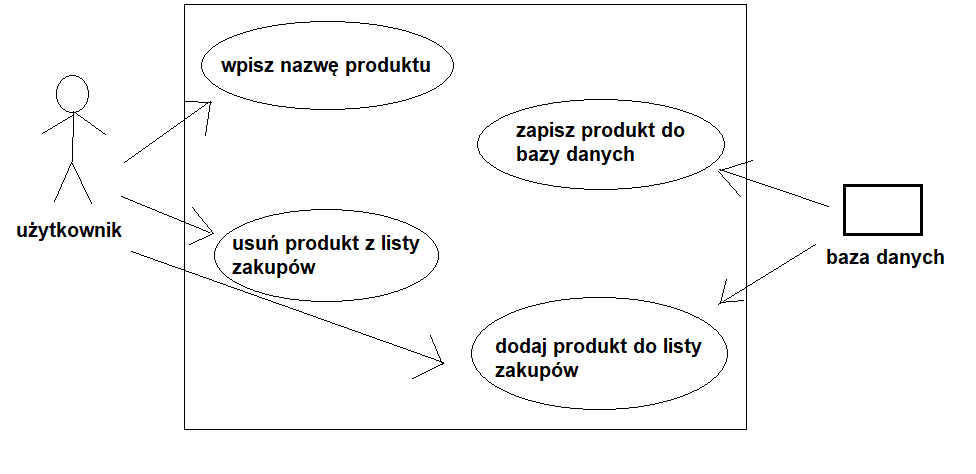 wpisz nazwę produktu
zapisz produkt do
bazy danych
użytkownik
usuń produkt z listy
zakupów
baza danych
dodaj produkt do listy
zakupów